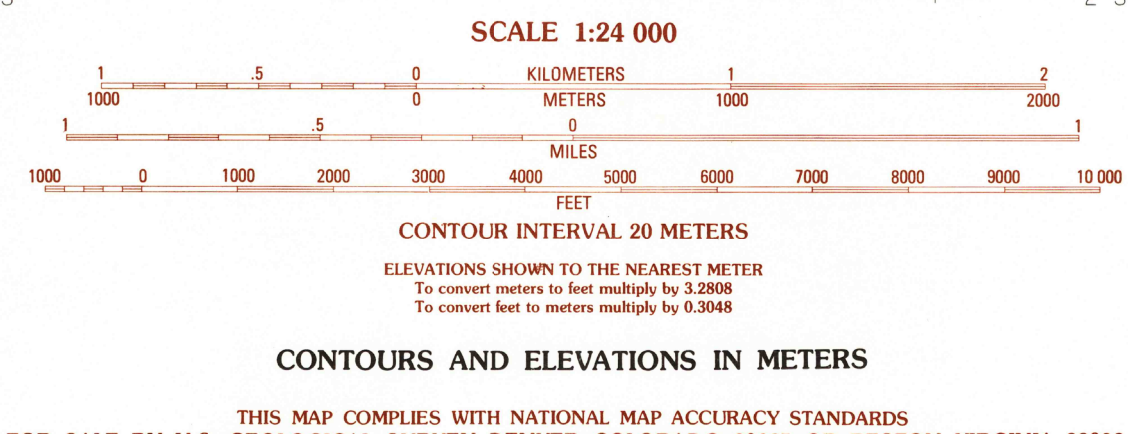 SCALE 1:24 000
1 .5 0 KILOMETERS 1 2
1000 0 METERS 1000 2000
1 .5 0 1
MILES
1000 0 1000 2000 3000 4000 5000 6000 7000 8000 9000 10 000
FEET
CONTOUR INTERVAL 20 METERS
ELEVATIONS SHOWN TO THE NEAREST METER
To convert meters to feet multiply by 3.2808
To convert feet to meters multiply by 0.3048
CONTOURS AND ELEVATIONS IN METERS
THIS MAP COMPLIES WITH NATIONAL MAP ACCURACY STANDARDS